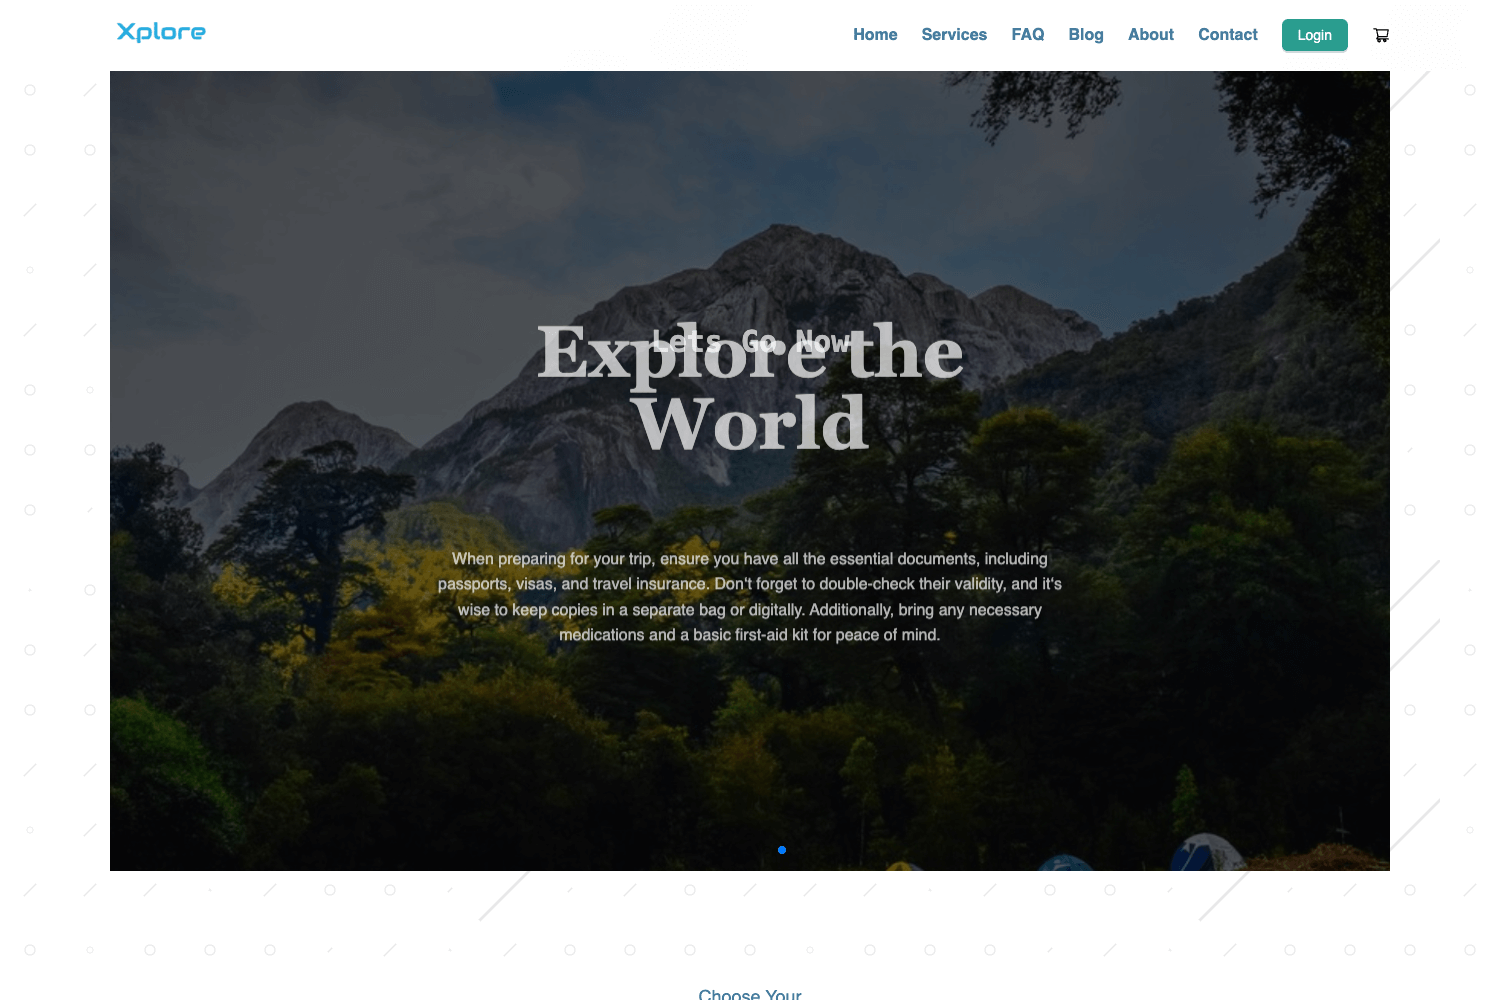 Xplore
Home Services FAQ Blog About Contact Login
Lets Go Now
Explore the
World
When preparing for your trip, ensure you have all the essential documents, including
passports, visas, and travel insurance. Don't forget to double-check their validity, and it's
wise to keep copies in a separate bag or digitally. Additionally, bring any necessary
medications and a basic first-aid kit for peace of mind.
Choose Your